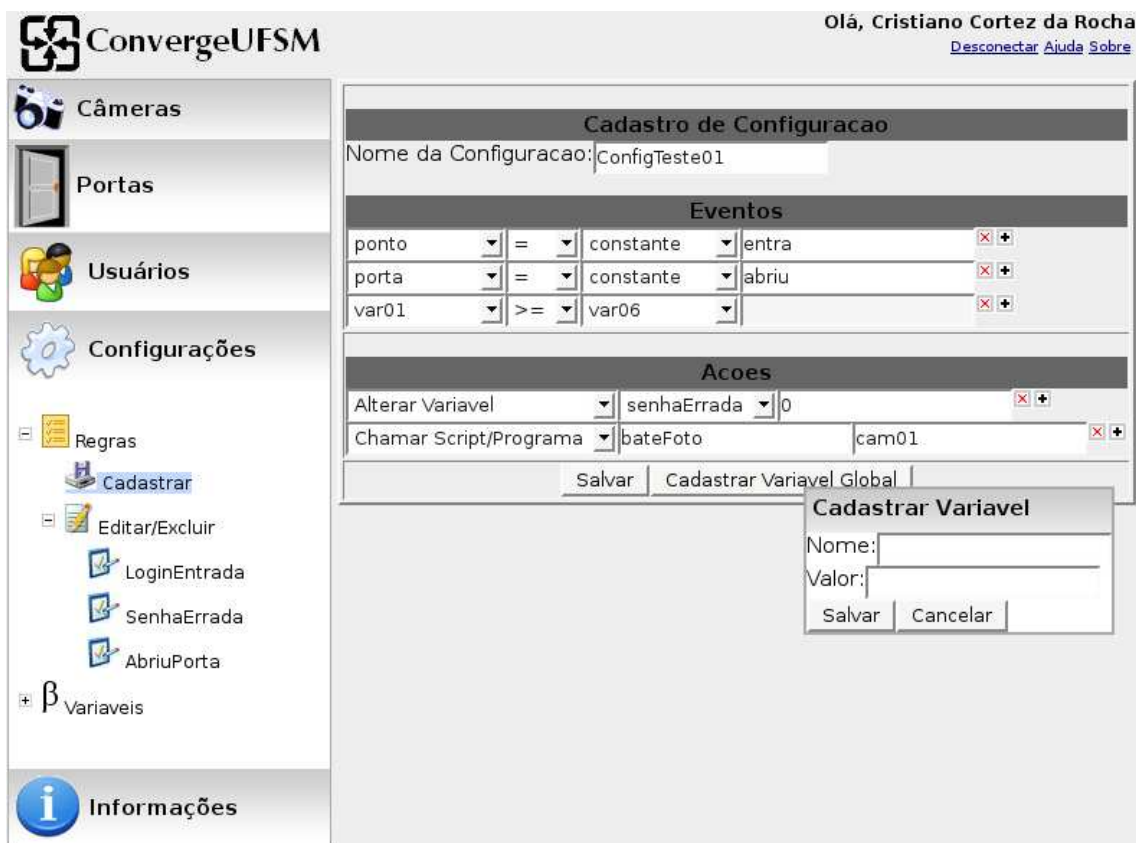 ConvergeUFSM
Olá, Cristiano Cortez da Rocha
Desconectar Ajuda Sobre
Câmeras
Portas
Usuários
Configurações
Regras
Cadastrar
Editar/Excluir
LoginEntrada
SenhaErrada
AbriuPorta
β Variaveis
Informações
Cadastro de Configuracao
Nome da Configuracao: ConfigTeste01
Eventos
ponto = constante entra
porta = constante abriu
var01 >= var06
Acoes
Alterar Variavel senhaErrada 0
Chamar Script/Programa bateFoto cam01
Salvar Cadastrar Variavel Global
Cadastrar Variavel
Nome:
Valor:
Salvar Cancelar